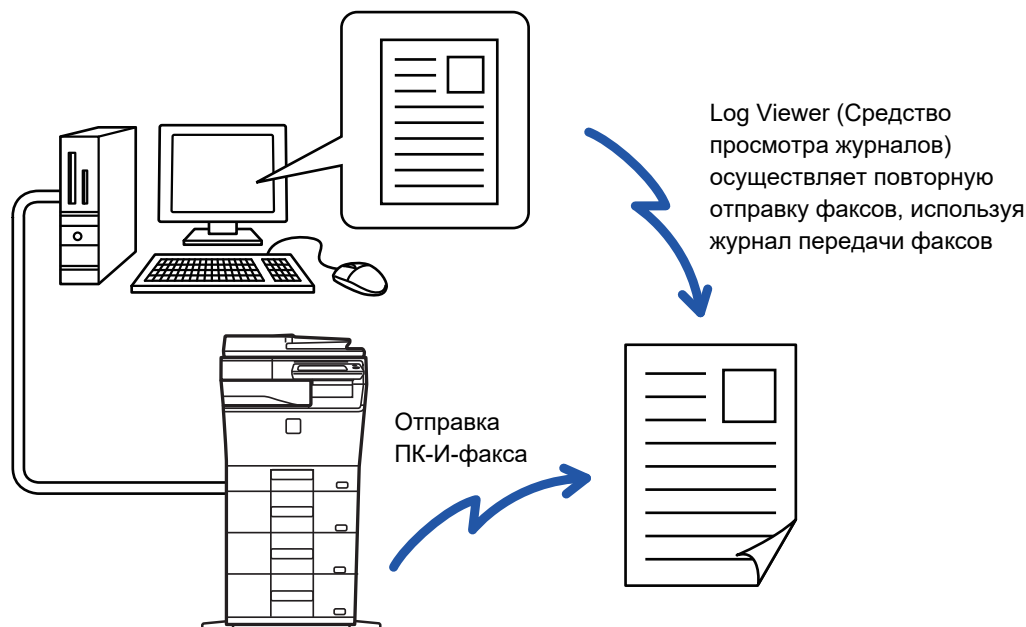 Log Viewer (Средство
просмотра журналов)
осуществляет повторную
отправку факсов, используя
журнал передачи факсов
Отправка
ПК-И-факса